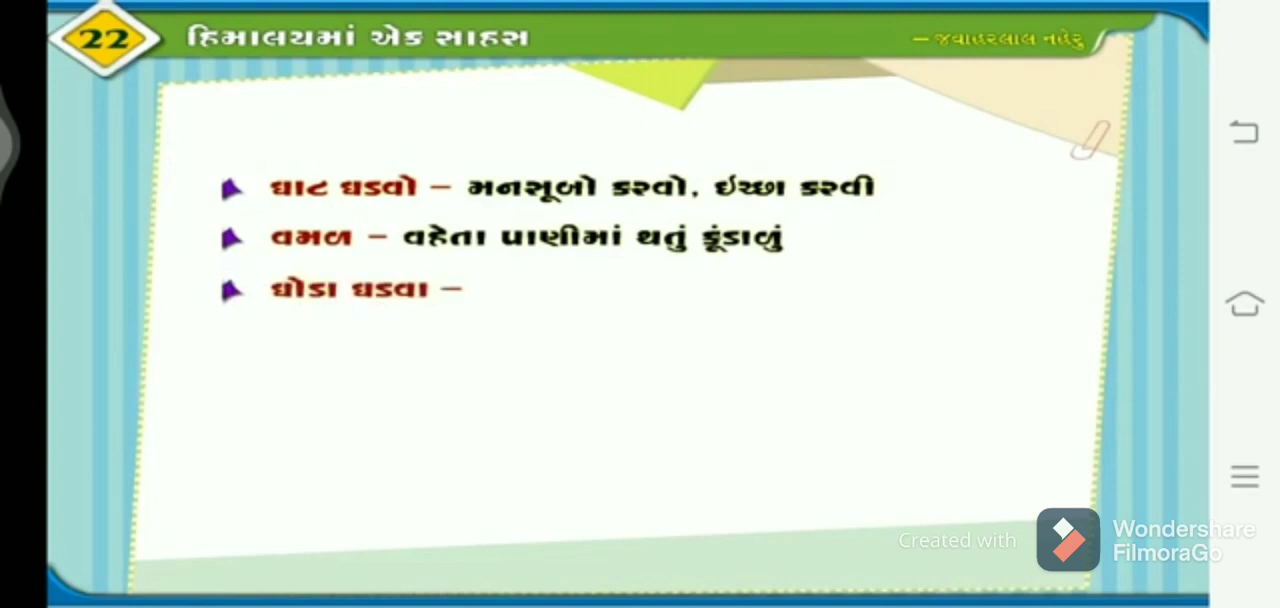 22
હિમાલયમાં એક સાહસ
– જવાહરલાલ નહેરુ
ઘાટ ઘડવો – મનસૂબો કરવો, ઇચ્છા કરવી
વમળ – વહેતા પાણીમાં થતું કૂંડાળું
ઘોડા ઘડવા –
Created with
Wondershare
FilmoraGo